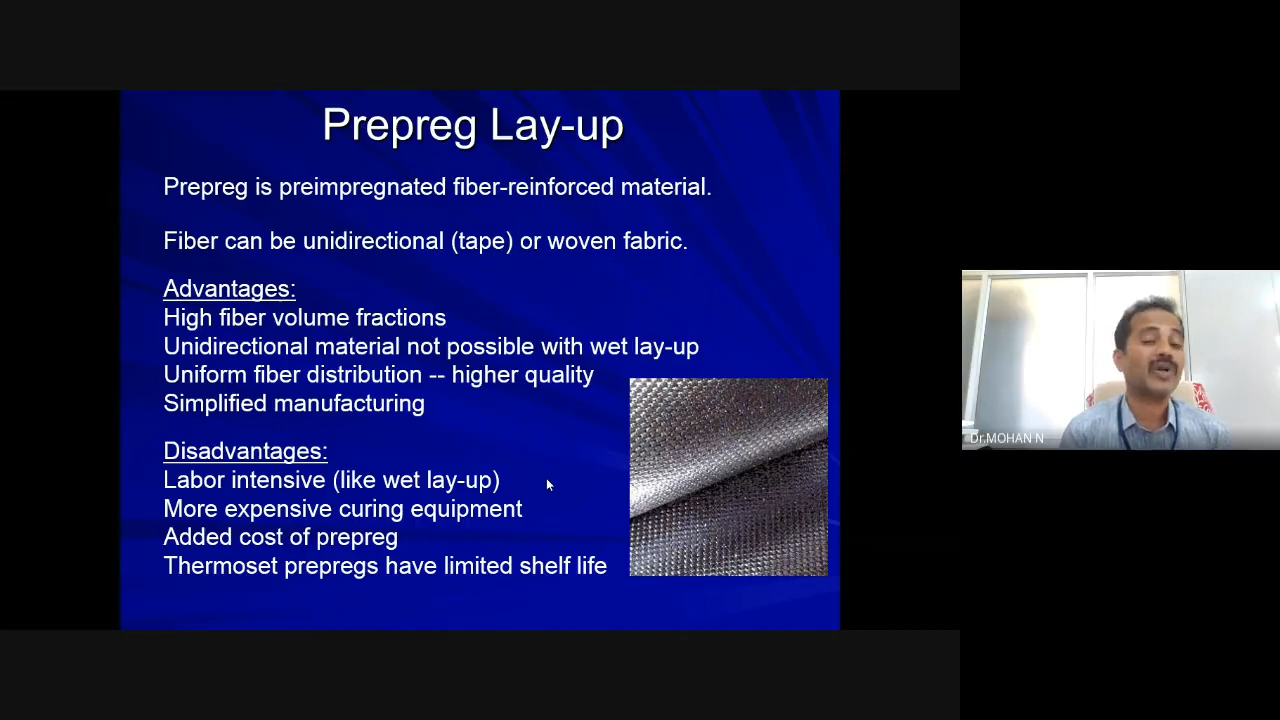 Prepreg Lay-up
Prepreg is preimpregnated fiber-reinforced material.
Fiber can be unidirectional (tape) or woven fabric.
Advantages:
High fiber volume fractions
Unidirectional material not possible with wet lay-up
Uniform fiber distribution -- higher quality
Simplified manufacturing
Disadvantages:
Labor intensive (like wet lay-up)
More expensive curing equipment
Added cost of prepreg
Thermoset prepregs have limited shelf life
Dr.MOHAN N